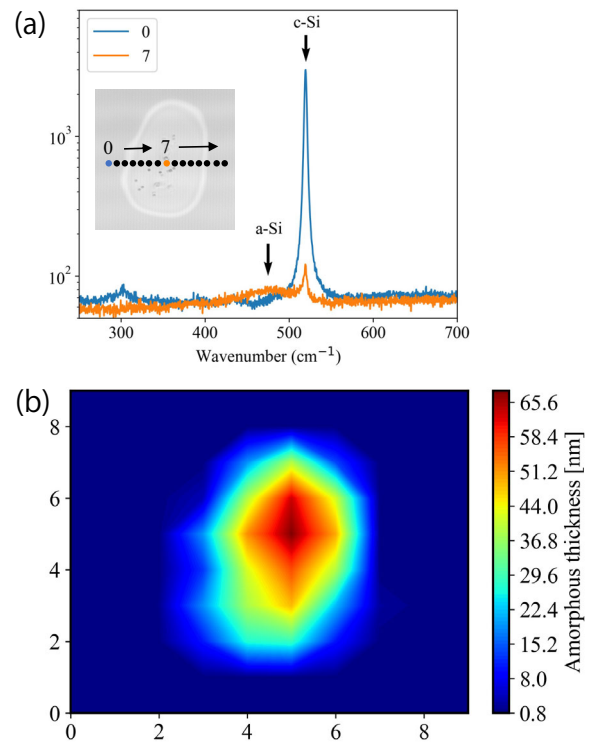 (a)
0
7
c-Si
0 7
a-Si
10³
10²
300 400 500 600 700
Wavenumber (cm⁻¹)
(b)
8
6
4
2
0
0 2 4 6 8
65.6
58.4
51.2
44.0
36.8
29.6
22.4
15.2
8.0
0.8
Amorphous thickness [nm]